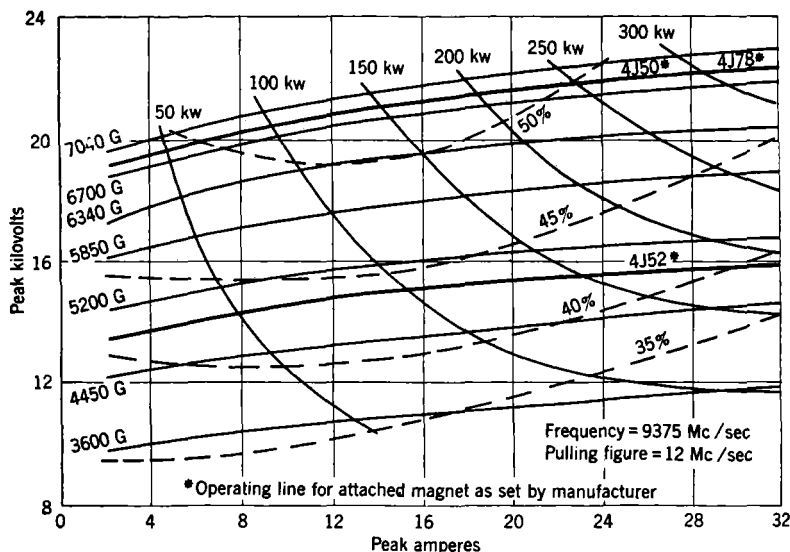 24
20
16
12
8
Peak kilovolts
0 4 8 12 16 20 24 28 32
Peak amperes
50 kw
100 kw
150 kw
200 kw
250 kw
300 kw
4J50*
4J78*
7040 G
6700 G
6340 G
5850 G
5200 G
4450 G
3600 G
50%
45%
4J52*
40%
35%
Frequency = 9375 Mc/sec
Pulling figure = 12 Mc/sec
*Operating line for attached magnet as set by manufacturer